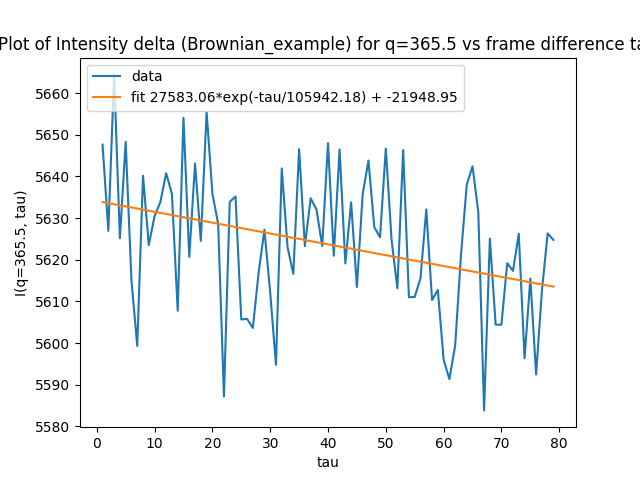 Plot of Intensity delta (Brownian_example) for q=365.5 vs frame difference ta
data
fit 27583.06*exp(-tau/105942.18) + -21948.95
I(q=365.5, tau)
5660
5650
5640
5630
5620
5610
5600
5590
5580
0 10 20 30 40 50 60 70 80
tau